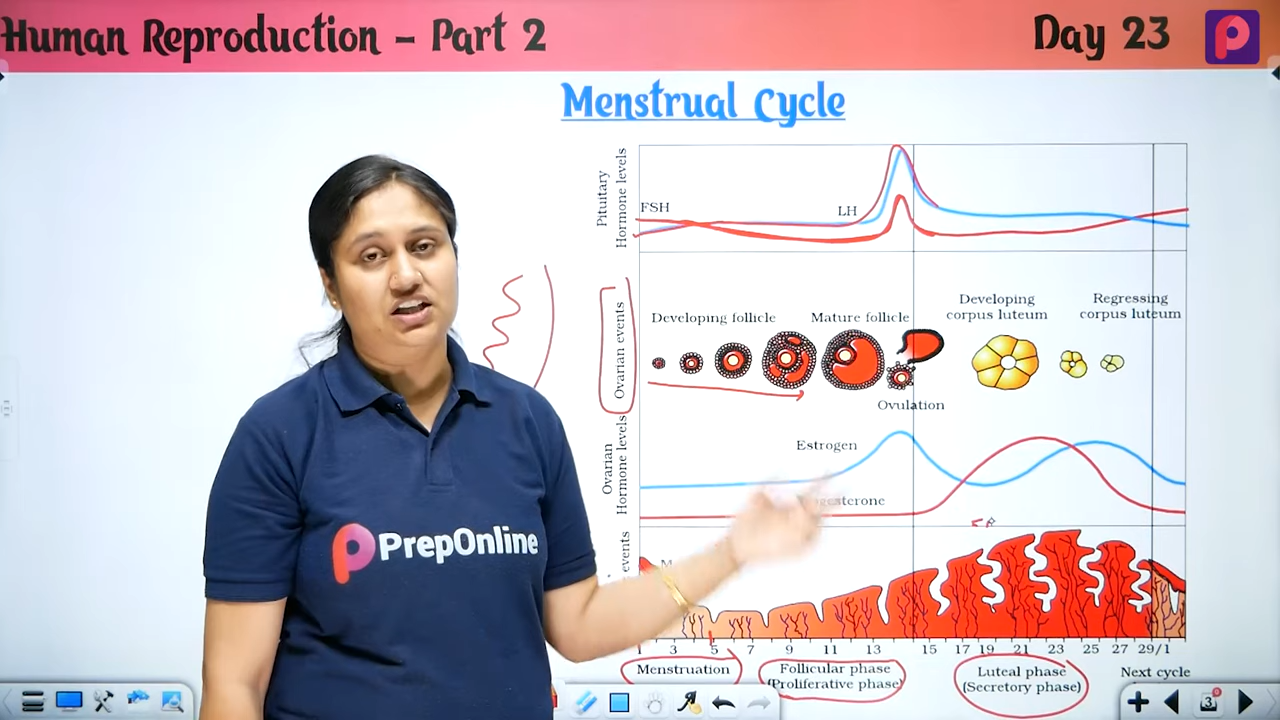 Human Reproduction – Part 2
Day 23
Menstrual Cycle
Pituitary
Hormone levels
FSH
LH
Ovarian events
Developing follicle
Mature follicle
Developing
corpus luteum
Regressing
corpus luteum
Ovulation
Ovarian
Hormone levels
Estrogen
events
1 3 5 7 9 11 13 15 17 19 21 23 25 27 29/1
Menstruation
Follicular phase
(Proliferative phase)
Luteal phase
(Secretory phase)
Next cycle
PrepOnline
3